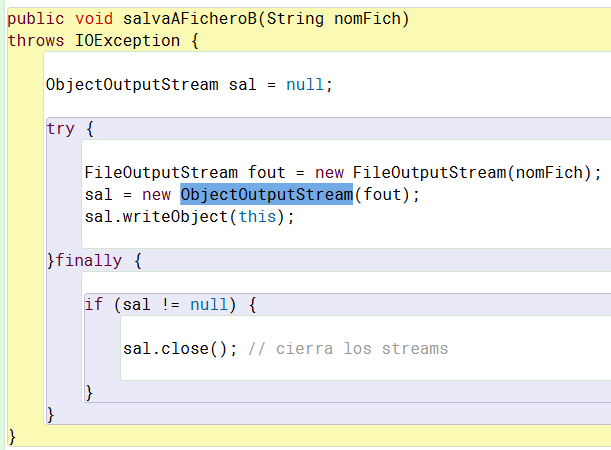 public void salvaAFicheroB(String nomFich)
throws IOException {
ObjectOutputStream sal = null;
try {
FileOutputStream fout = new FileOutputStream(nomFich);
sal = new ObjectOutputStream(fout);
sal.writeObject(this);
}finally {
if (sal != null) {
sal.close(); // cierra los streams
}
}
}